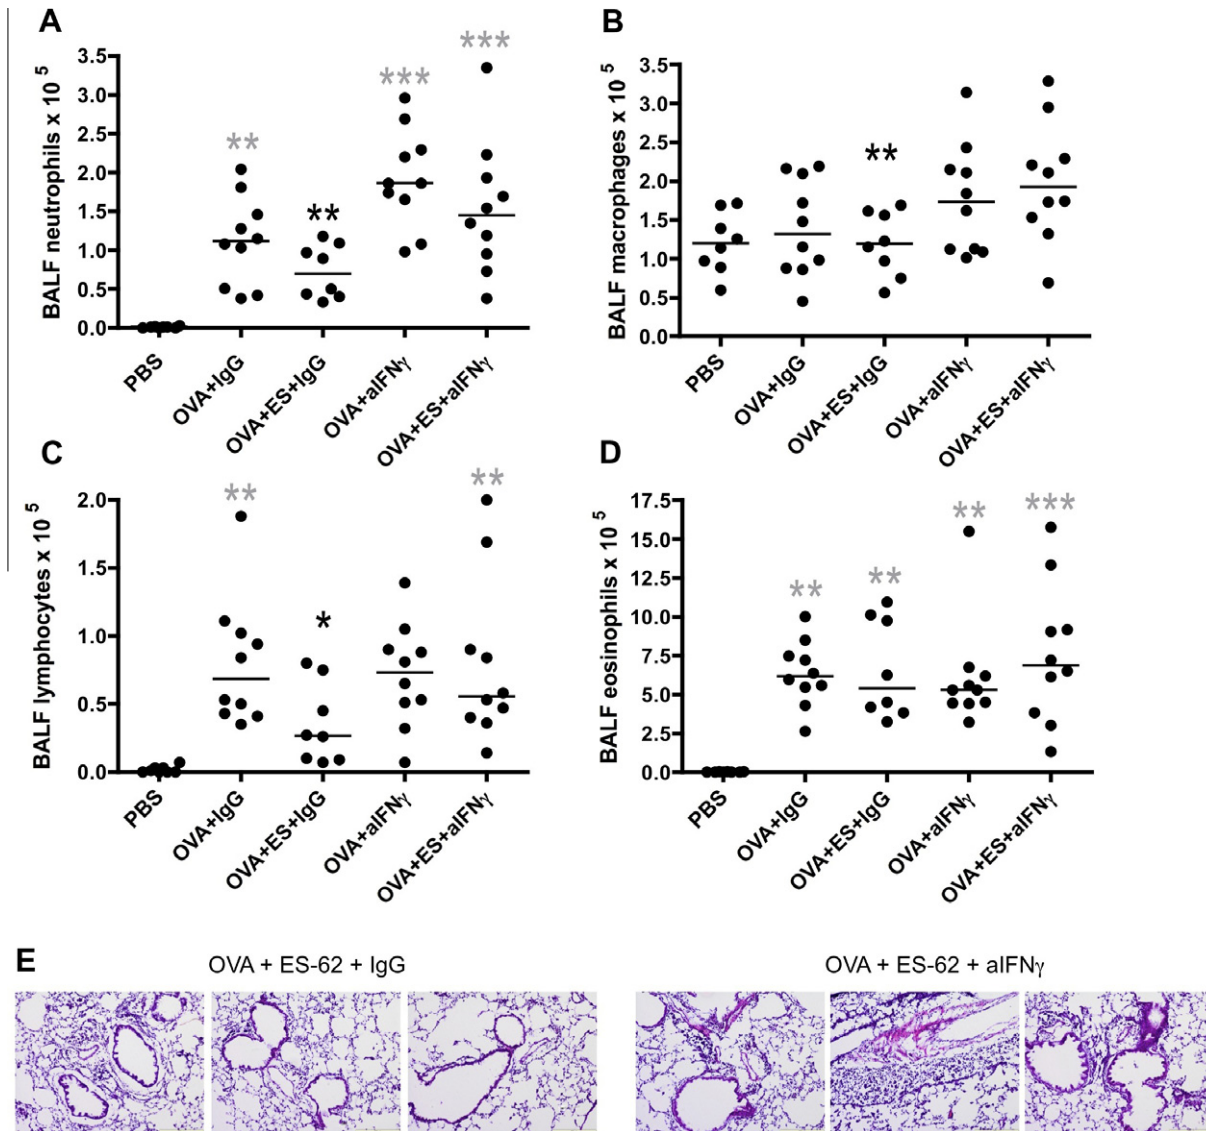 A
BALF neutrophils x 10 5
3.5
3.0
2.5
2.0
1.5
1.0
0.5
0.0
**
**
***
***
PBS
OVA+IgG
OVA+ES+IgG
OVA+aIFNγ
OVA+ES+aIFNγ
B
BALF macrophages x 10 5
3.5
3.0
2.5
2.0
1.5
1.0
0.5
0.0
**
PBS
OVA+IgG
OVA+ES+IgG
OVA+aIFNγ
OVA+ES+aIFNγ
C
BALF lymphocytes x 10 5
2.0
1.5
1.0
0.5
0.0
**
*
**
PBS
OVA+IgG
OVA+ES+IgG
OVA+aIFNγ
OVA+ES+aIFNγ
D
BALF eosinophils x 10 5
17.5
15.0
12.5
10.0
7.5
5.0
2.5
0.0
**
**
**
***
PBS
OVA+IgG
OVA+ES+IgG
OVA+aIFNγ
OVA+ES+aIFNγ
E
OVA + ES-62 + IgG
OVA + ES-62 + aIFNγ